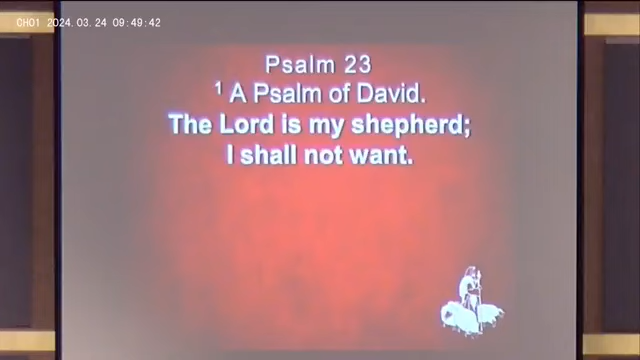 CH01 2024.03.24 09:49:42
Psalm 23
1 A Psalm of David.
The Lord is my shepherd;
I shall not want.